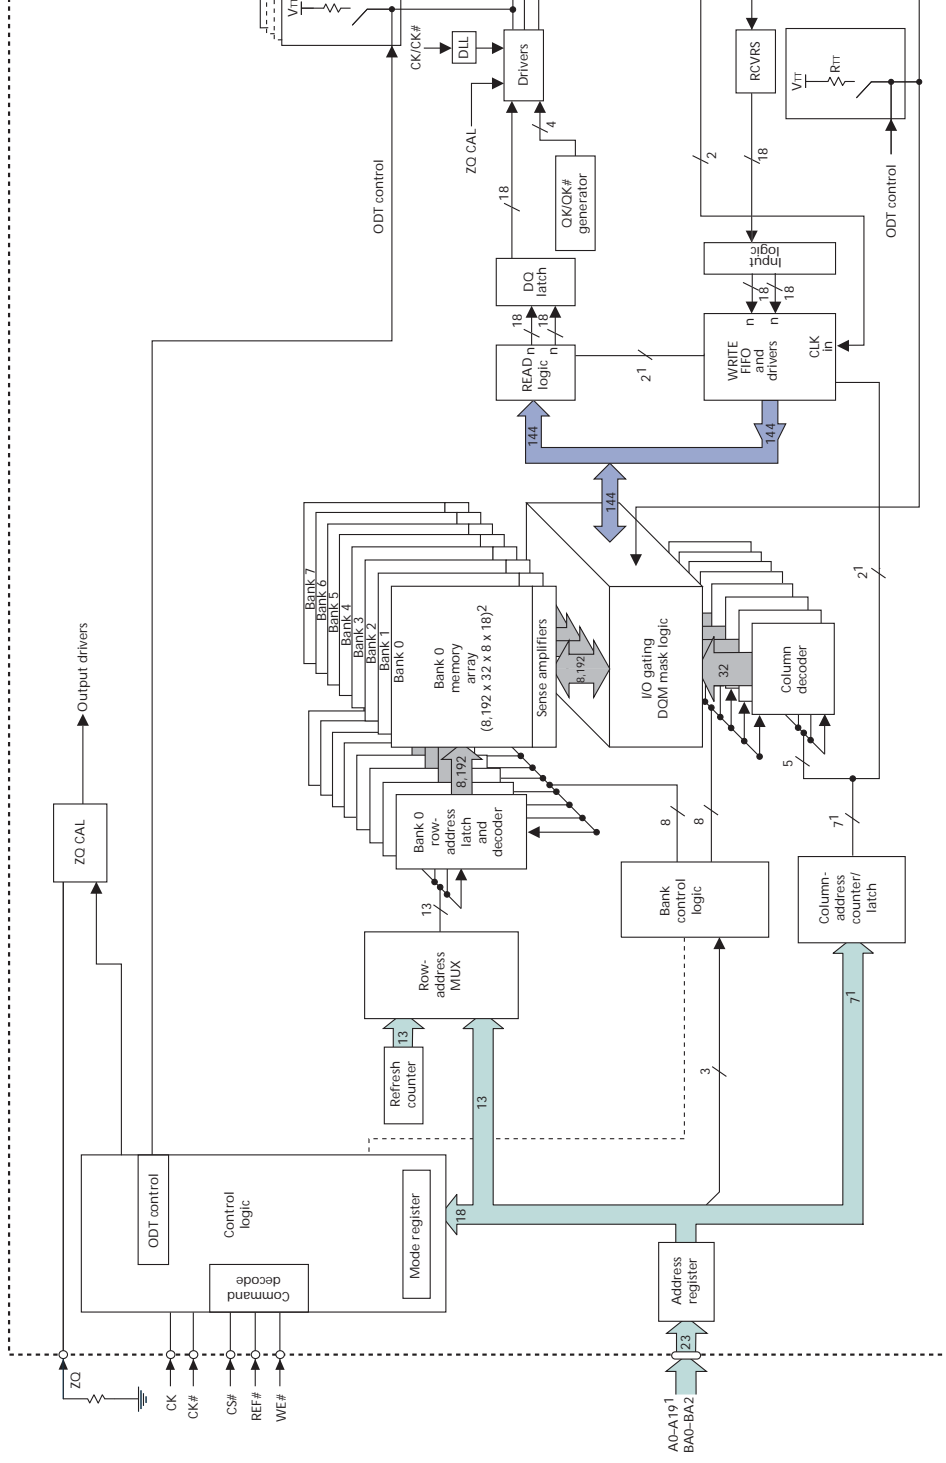 ZQ
CK
CK#
CS#
REF#
WE#
A0–A19¹
BA0–BA2
23
Address
register
ODT control
Control
logic
Command
decode
Mode register
18
13
3
7¹
Refresh
counter
13
Row-
address
MUX
13
ZQ CAL
Output drivers
Bank
control
logic
8
8
Column-
address
counter/
latch
7¹
5
2¹
Bank 0
row-
address
latch
and
decoder
8,192
Bank 7
Bank 6
Bank 5
Bank 4
Bank 3
Bank 2
Bank 1
Bank 0
Bank 0
memory
array
(8,192 x 32 x 8 x 18)²
Sense amplifiers
8,192
I/O gating
DQM mask logic
32
Column
decoder
144
144
144
READ
logic
n
n
18
18
DQ
latch
2¹
WRITE
FIFO
and
drivers
CLK
in
n
n
18
18
Input
logic
18
2
RCVRS
18
QK/QK#
generator
4
ZQ CAL
CK/CK#
DLL
Drivers
ODT control
VTT
VTT
RTT
ODT control